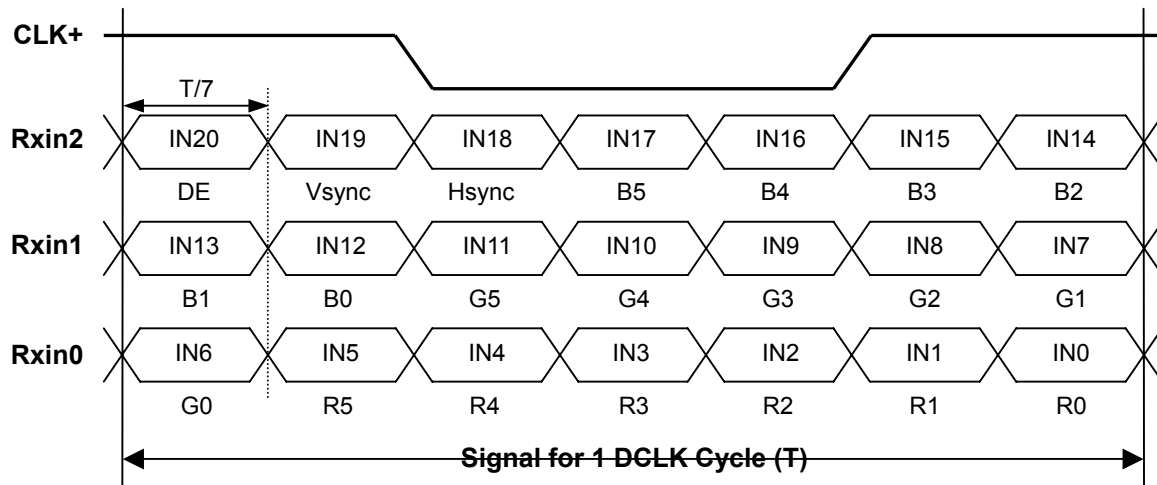 CLK+
T/7
Rxin2 IN20 IN19 IN18 IN17 IN16 IN15 IN14
DE Vsync Hsync B5 B4 B3 B2
Rxin1 IN13 IN12 IN11 IN10 IN9 IN8 IN7
B1 B0 G5 G4 G3 G2 G1
Rxin0 IN6 IN5 IN4 IN3 IN2 IN1 IN0
G0 R5 R4 R3 R2 R1 R0
Signal for 1 DCLK Cycle (T)